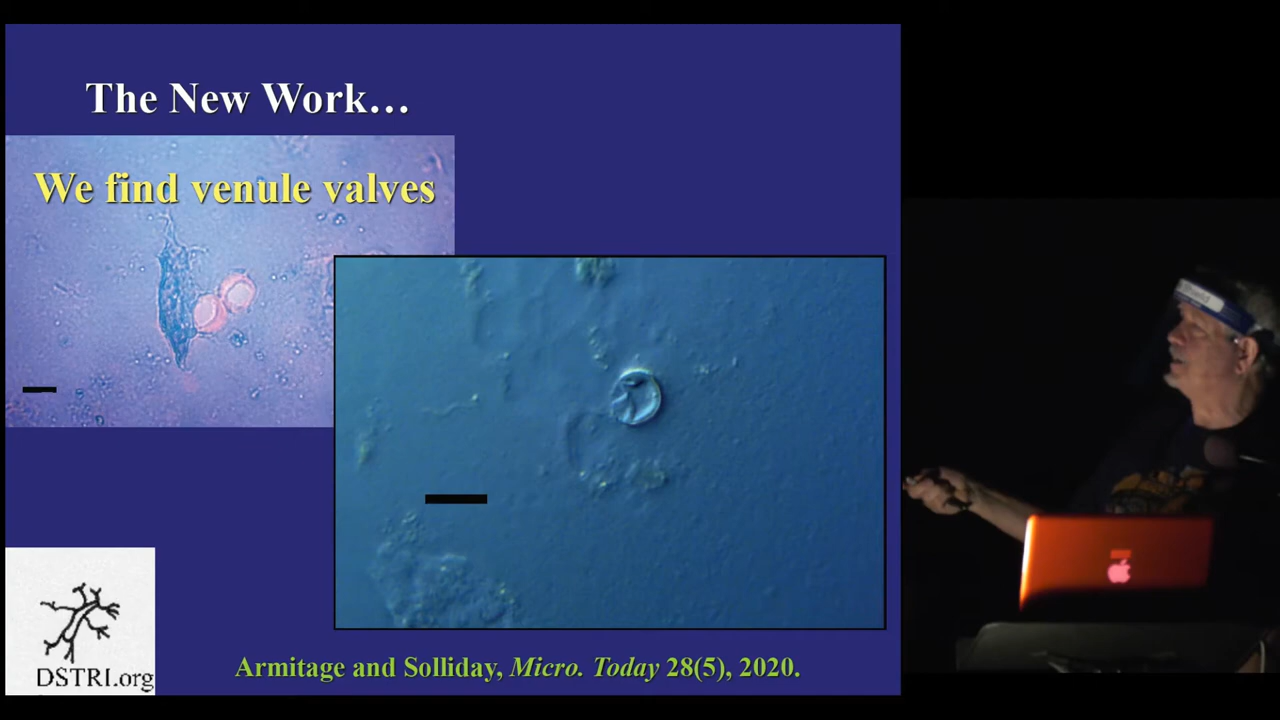 The New Work…
We find venule valves
DSTRI.org
Armitage and Solliday, Micro. Today 28(5), 2020.